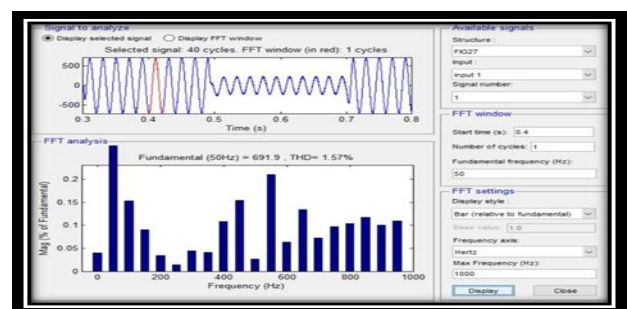 Signal to analyze
Display selected signal Display FFT window
Selected signal: 40 cycles. FFT window (in red): 1 cycles
500
0
-500
0.3 0.4 0.5 0.6 0.7 0.8
Time (s)
FFT analysis
Fundamental (50Hz) = 691.9 , THD= 1.57%
Mag (% of Fundamental)
0.2
0.15
0.1
0.05
0
0 200 400 600 800 1000
Frequency (Hz)
Available signals
Structure :
FIG27
Input :
input 1
Signal number:
1
FFT window
Start time (s): 0.4
Number of cycles: 1
Fundamental frequency (Hz):
50
FFT settings
Display style :
Bar (relative to fundamental)
Base value: 1.0
Frequency axis:
Hertz
Max Frequency (Hz):
1000
Display Close